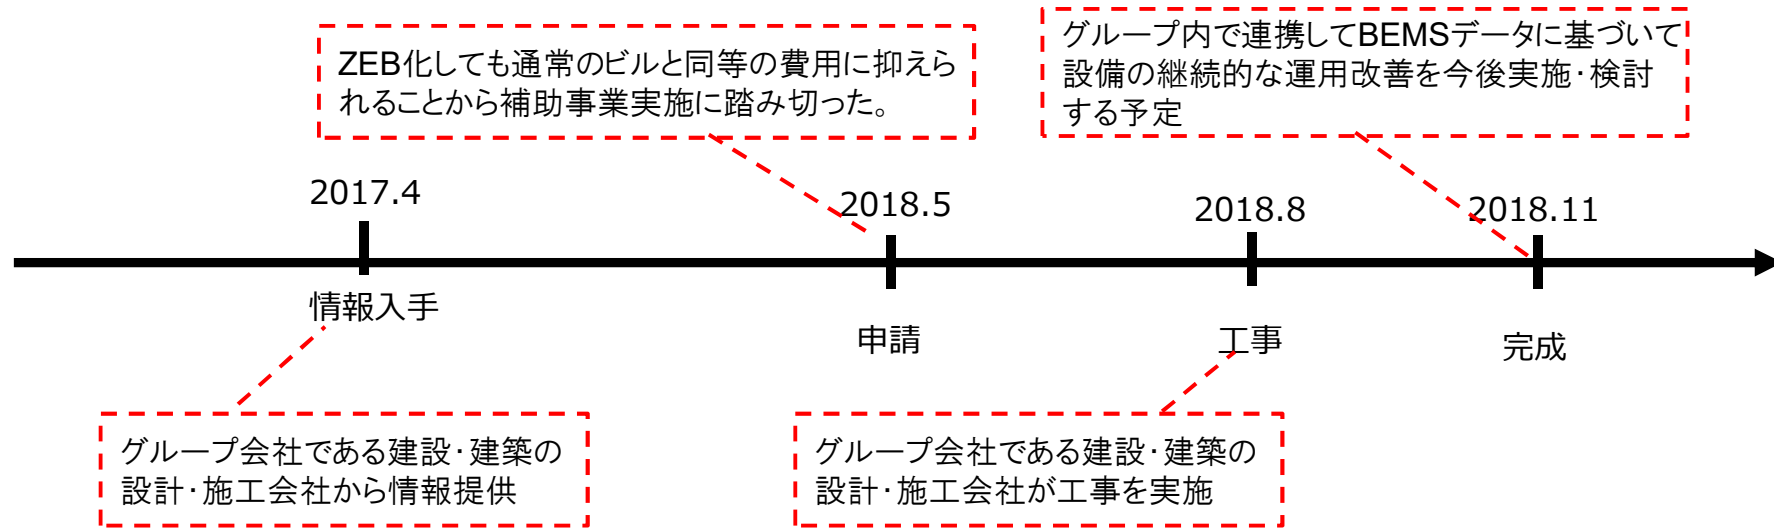 ZEB化しても通常のビルと同等の費用に抑えら
れることから補助事業実施に踏み切った。
グループ内で連携してBEMSデータに基づいて
設備の継続的な運用改善を今後実施・検討
する予定
2017.4
2018.5
2018.8
2018.11
情報入手
申請
工事
完成
グループ会社である建設・建築の
設計・施工会社から情報提供
グループ会社である建設・建築の
設計・施工会社が工事を実施